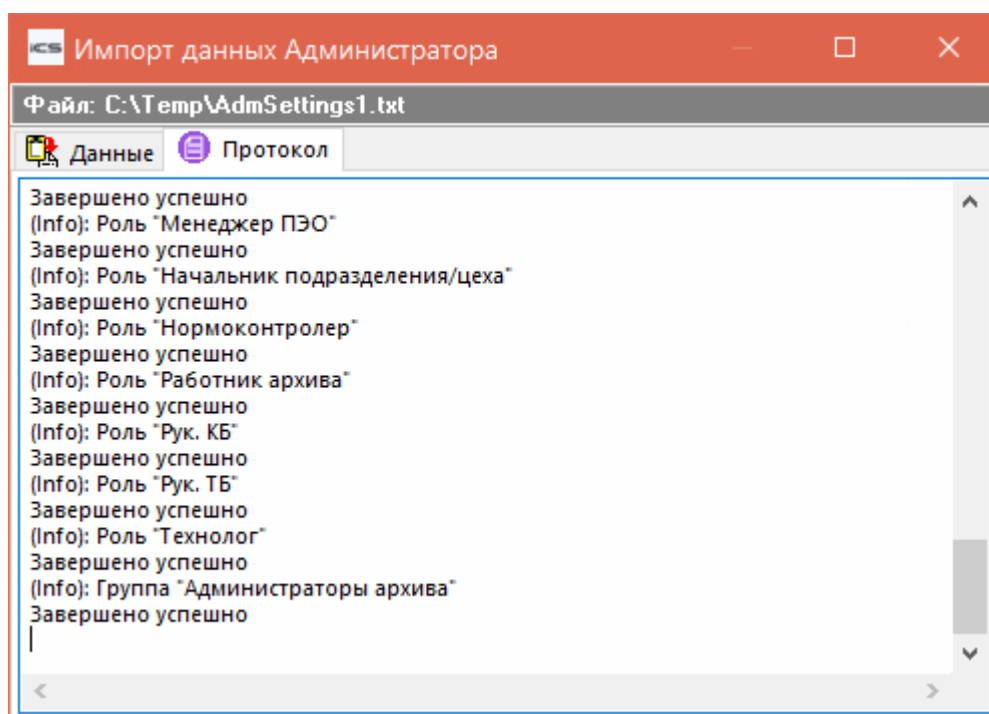 iCS Импорт данных Администратора
Файл: C:\Temp\AdmSettings1.txt
Данные Протокол
Завершено успешно
(Info): Роль "Менеджер ПЭО"
Завершено успешно
(Info): Роль "Начальник подразделения/цеха"
Завершено успешно
(Info): Роль "Нормоконтролер"
Завершено успешно
(Info): Роль "Работник архива"
Завершено успешно
(Info): Роль "Рук. КБ"
Завершено успешно
(Info): Роль "Рук. ТБ"
Завершено успешно
(Info): Роль "Технолог"
Завершено успешно
(Info): Группа "Администраторы архива"
Завершено успешно